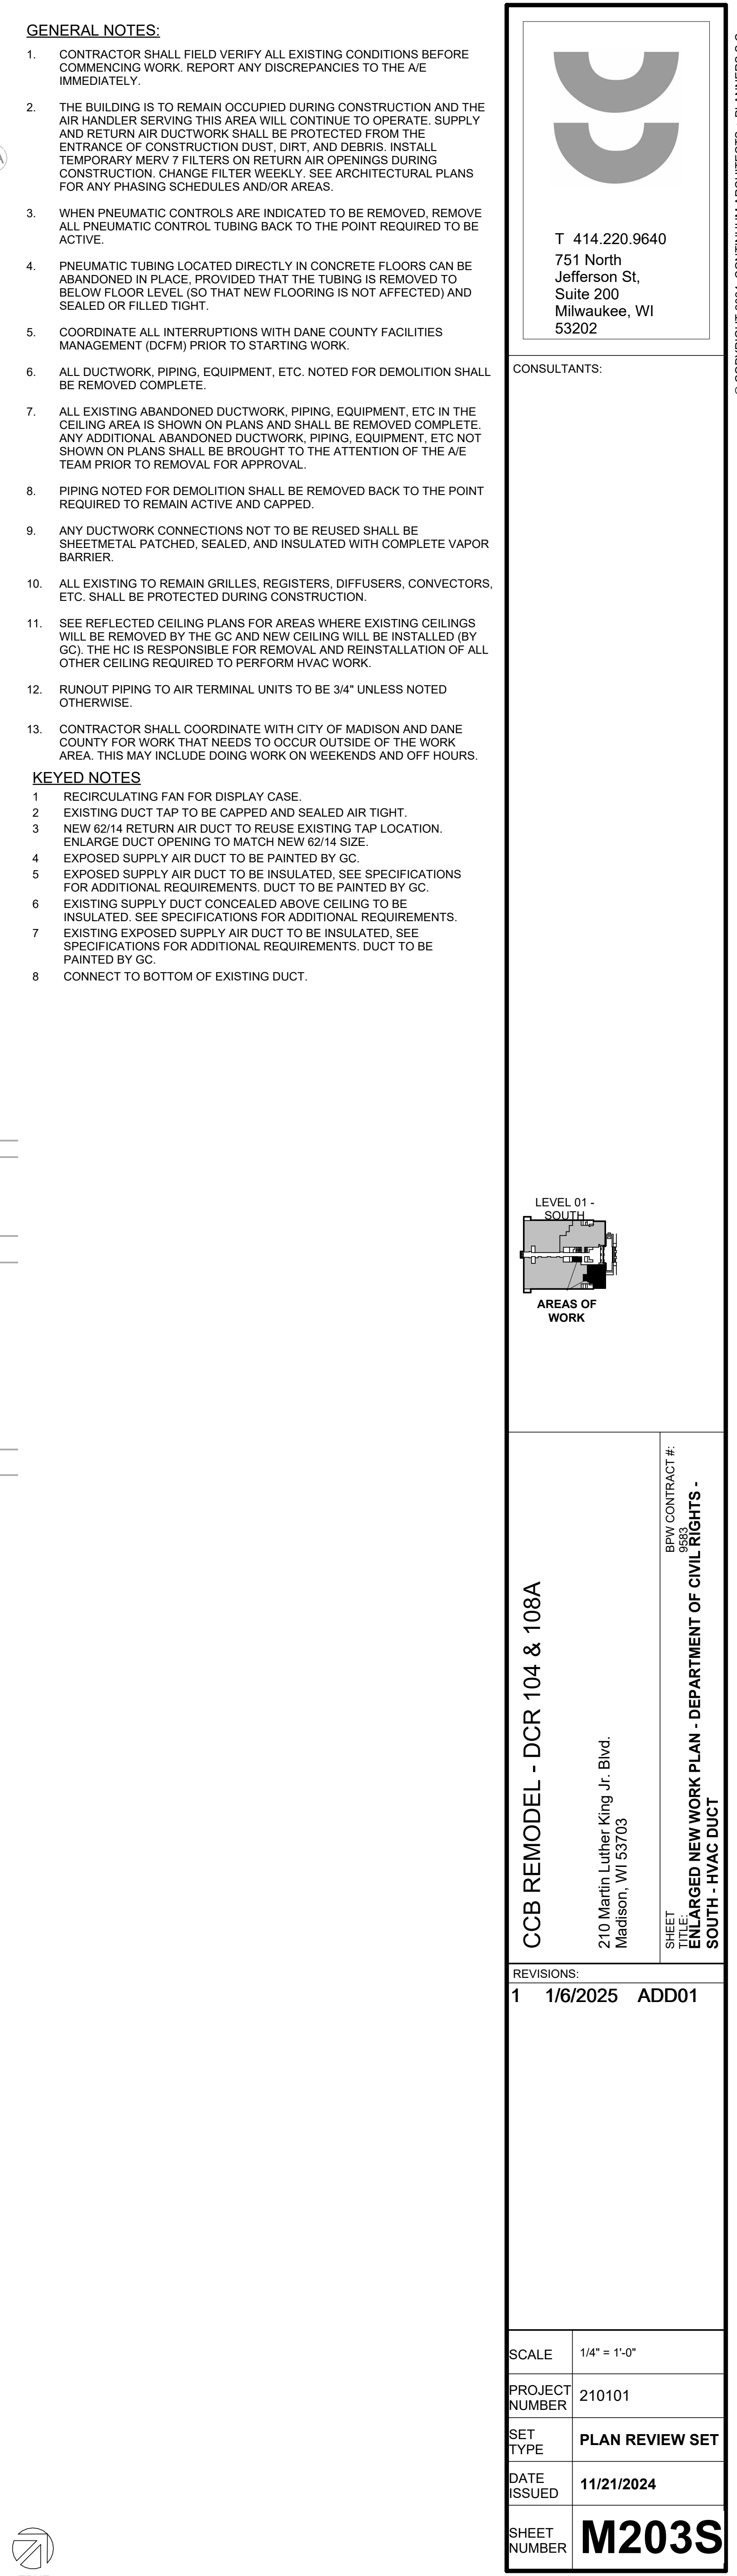 GENERAL NOTES:
1. CONTRACTOR SHALL FIELD VERIFY ALL EXISTING CONDITIONS BEFORE
COMMENCING WORK. REPORT ANY DISCREPANCIES TO THE A/E
IMMEDIATELY.
2. THE BUILDING IS TO REMAIN OCCUPIED DURING CONSTRUCTION AND THE
AIR HANDLER SERVING THIS AREA WILL CONTINUE TO OPERATE. SUPPLY
AND RETURN AIR DUCTWORK SHALL BE PROTECTED FROM THE
ENTRANCE OF CONSTRUCTION DUST, DIRT, AND DEBRIS. INSTALL
TEMPORARY MERV 7 FILTERS ON RETURN AIR OPENINGS DURING
CONSTRUCTION. CHANGE FILTER WEEKLY. SEE ARCHITECTURAL PLANS
FOR ANY PHASING SCHEDULES AND/OR AREAS.
3. WHEN PNEUMATIC CONTROLS ARE INDICATED TO BE REMOVED, REMOVE
ALL PNEUMATIC CONTROL TUBING BACK TO THE POINT REQUIRED TO BE
ACTIVE.
4. PNEUMATIC TUBING LOCATED DIRECTLY IN CONCRETE FLOORS CAN BE
ABANDONED IN PLACE, PROVIDED THAT THE TUBING IS REMOVED TO
BELOW FLOOR LEVEL (SO THAT NEW FLOORING IS NOT AFFECTED) AND
SEALED OR FILLED TIGHT.
5. COORDINATE ALL INTERRUPTIONS WITH DANE COUNTY FACILITIES
MANAGEMENT (DCFM) PRIOR TO STARTING WORK.
6. ALL DUCTWORK, PIPING, EQUIPMENT, ETC. NOTED FOR DEMOLITION SHALL
BE REMOVED COMPLETE.
7. ALL EXISTING ABANDONED DUCTWORK, PIPING, EQUIPMENT, ETC IN THE
CEILING AREA IS SHOWN ON PLANS AND SHALL BE REMOVED COMPLETE.
ANY ADDITIONAL ABANDONED DUCTWORK, PIPING, EQUIPMENT, ETC NOT
SHOWN ON PLANS SHALL BE BROUGHT TO THE ATTENTION OF THE A/E
TEAM PRIOR TO REMOVAL FOR APPROVAL.
8. PIPING NOTED FOR DEMOLITION SHALL BE REMOVED BACK TO THE POINT
REQUIRED TO REMAIN ACTIVE AND CAPPED.
9. ANY DUCTWORK CONNECTIONS NOT TO BE REUSED SHALL BE
SHEETMETAL PATCHED, SEALED, AND INSULATED WITH COMPLETE VAPOR
BARRIER.
10. ALL EXISTING TO REMAIN GRILLES, REGISTERS, DIFFUSERS, CONVECTORS,
ETC. SHALL BE PROTECTED DURING CONSTRUCTION.
11. SEE REFLECTED CEILING PLANS FOR AREAS WHERE EXISTING CEILINGS
WILL BE REMOVED BY THE GC AND NEW CEILING WILL BE INSTALLED (BY
GC). THE HC IS RESPONSIBLE FOR REMOVAL AND REINSTALLATION OF ALL
OTHER CEILING REQUIRED TO PERFORM HVAC WORK.
12. RUNOUT PIPING TO AIR TERMINAL UNITS TO BE 3/4" UNLESS NOTED
OTHERWISE.
13. CONTRACTOR SHALL COORDINATE WITH CITY OF MADISON AND DANE
COUNTY FOR WORK THAT NEEDS TO OCCUR OUTSIDE OF THE WORK
AREA. THIS MAY INCLUDE DOING WORK ON WEEKENDS AND OFF HOURS.
KEYED NOTES
1 RECIRCULATING FAN FOR DISPLAY CASE.
2 EXISTING DUCT TAP TO BE CAPPED AND SEALED AIR TIGHT.
3 NEW 62/14 RETURN AIR DUCT TO REUSE EXISTING TAP LOCATION.
ENLARGE DUCT OPENING TO MATCH NEW 62/14 SIZE.
4 EXPOSED SUPPLY AIR DUCT TO BE PAINTED BY GC.
5 EXPOSED SUPPLY AIR DUCT TO BE INSULATED, SEE SPECIFICATIONS
FOR ADDITIONAL REQUIREMENTS. DUCT TO BE PAINTED BY GC.
6 EXISTING SUPPLY DUCT CONCEALED ABOVE CEILING TO BE
INSULATED. SEE SPECIFICATIONS FOR ADDITIONAL REQUIREMENTS.
7 EXISTING EXPOSED SUPPLY AIR DUCT TO BE INSULATED, SEE
SPECIFICATIONS FOR ADDITIONAL REQUIREMENTS. DUCT TO BE
PAINTED BY GC.
8 CONNECT TO BOTTOM OF EXISTING DUCT.
T 414.220.9640
751 North
Jefferson St,
Suite 200
Milwaukee, WI
53202
CONSULTANTS:
LEVEL 01 -
SOUTH
AREAS OF
WORK
CCB REMODEL - DCR 104 & 108A
210 Martin Luther King Jr. Blvd.
Madison, WI 53703
BPW CONTRACT #:
9583
SHEET
TITLE:
ENLARGED NEW WORK PLAN - DEPARTMENT OF CIVIL RIGHTS -
SOUTH - HVAC DUCT
REVISIONS:
1 1/6/2025 ADD01
SCALE 1/4" = 1'-0"
PROJECT
NUMBER 210101
SET
TYPE PLAN REVIEW SET
DATE
ISSUED 11/21/2024
SHEET
NUMBER M203S